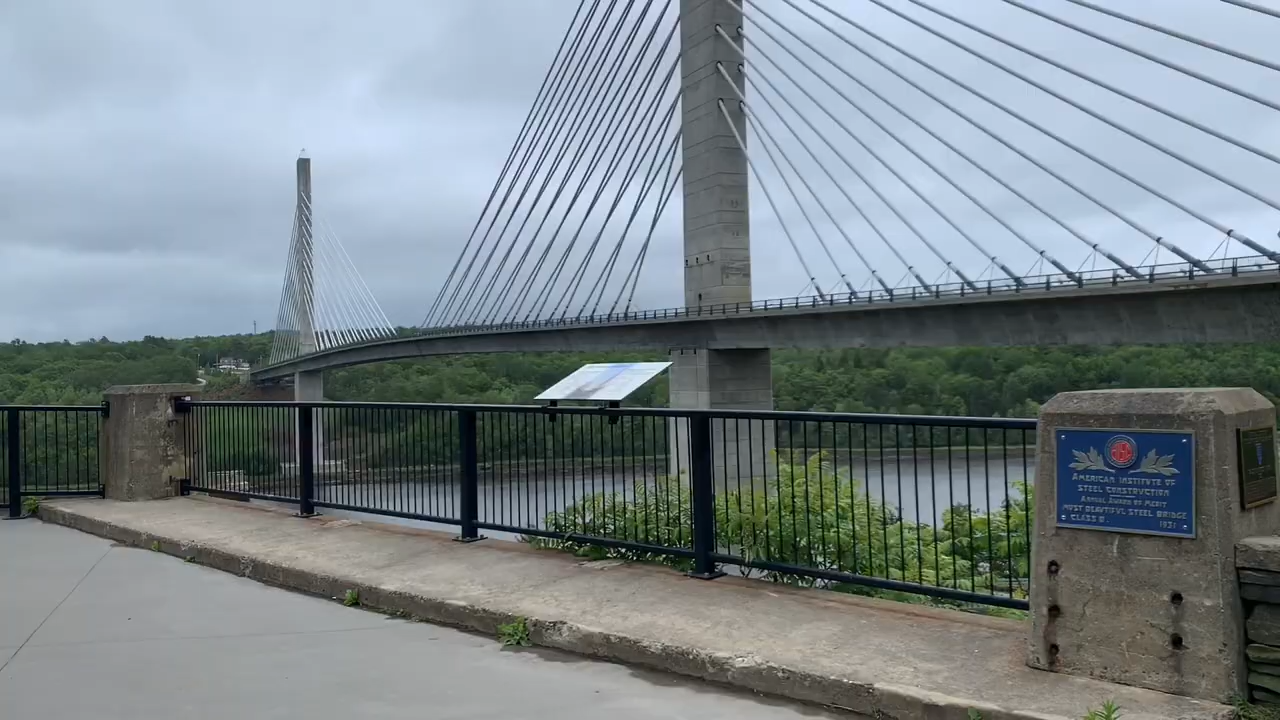 AMERICAN INSTITUTE OF
STEEL CONSTRUCTION
ANNUAL AWARD OF MERIT
MOST BEAUTIFUL STEEL BRIDGE
CLASS B. 1931